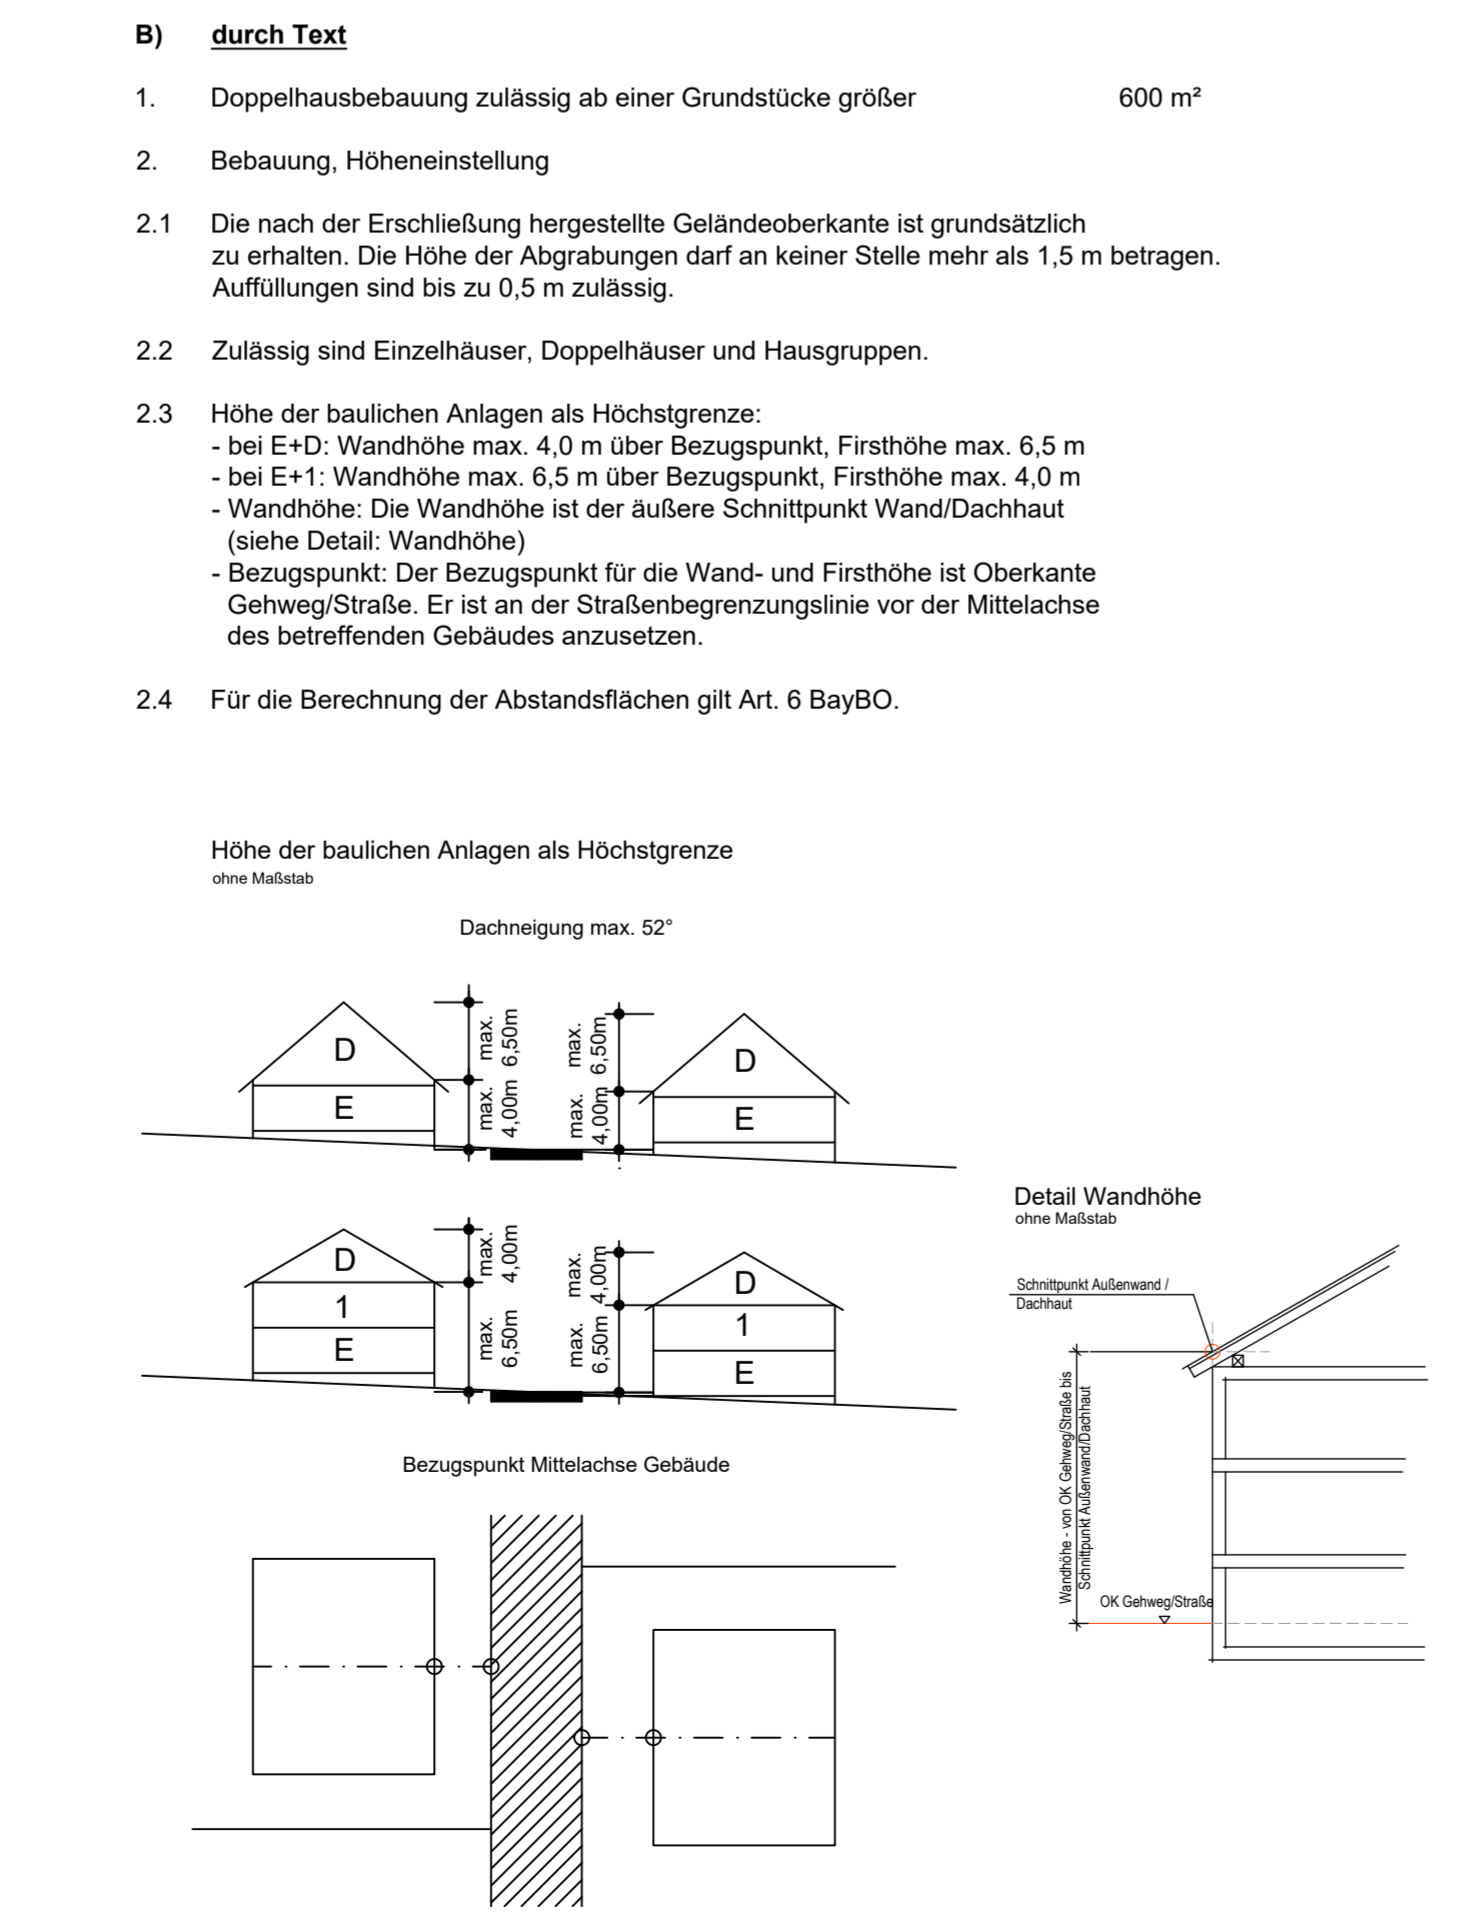 B) durch Text
1. Doppelhausbebauung zulässig ab einer Grundstücke größer 600 m²
2. Bebauung, Höheneinstellung
2.1 Die nach der Erschließung hergestellte Geländeoberkante ist grundsätzlich
zu erhalten. Die Höhe der Abgrabungen darf an keiner Stelle mehr als 1,5 m betragen.
Auffüllungen sind bis zu 0,5 m zulässig.
2.2 Zulässig sind Einzelhäuser, Doppelhäuser und Hausgruppen.
2.3 Höhe der baulichen Anlagen als Höchstgrenze:
- bei E+D: Wandhöhe max. 4,0 m über Bezugspunkt, Firsthöhe max. 6,5 m
- bei E+1: Wandhöhe max. 6,5 m über Bezugspunkt, Firsthöhe max. 4,0 m
- Wandhöhe: Die Wandhöhe ist der äußere Schnittpunkt Wand/Dachhaut
(siehe Detail: Wandhöhe)
- Bezugspunkt: Der Bezugspunkt für die Wand- und Firsthöhe ist Oberkante
Gehweg/Straße. Er ist an der Straßenbegrenzungslinie vor der Mittelachse
des betreffenden Gebäudes anzusetzen.
2.4 Für die Berechnung der Abstandsflächen gilt Art. 6 BayBO.
Höhe der baulichen Anlagen als Höchstgrenze
ohne Maßstab
Dachneigung max. 52°
D
E
max.
6,50m
max.
4,00m
max.
6,50m
max.
4,00m
D
E
D
1
E
max.
4,00m
max.
6,50m
max.
4,00m
max.
6,50m
D
1
E
Bezugspunkt Mittelachse Gebäude
Detail Wandhöhe
ohne Maßstab
Schnittpunkt Außenwand /
Dachhaut
Wandhöhe - von OK Gehweg/Straße bis
Schnittpunkt Außenwand/Dachhaut
OK Gehweg/Straße